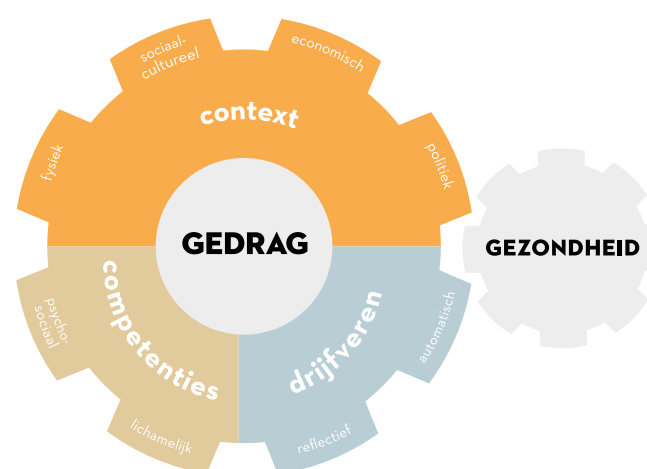 sociaal-
cultureel
economisch
context
fysiek
politiek
GEDRAG
GEZONDHEID
competenties
drijfveren
psycho-
sociaal
automatisch
lichamelijk
reflectief